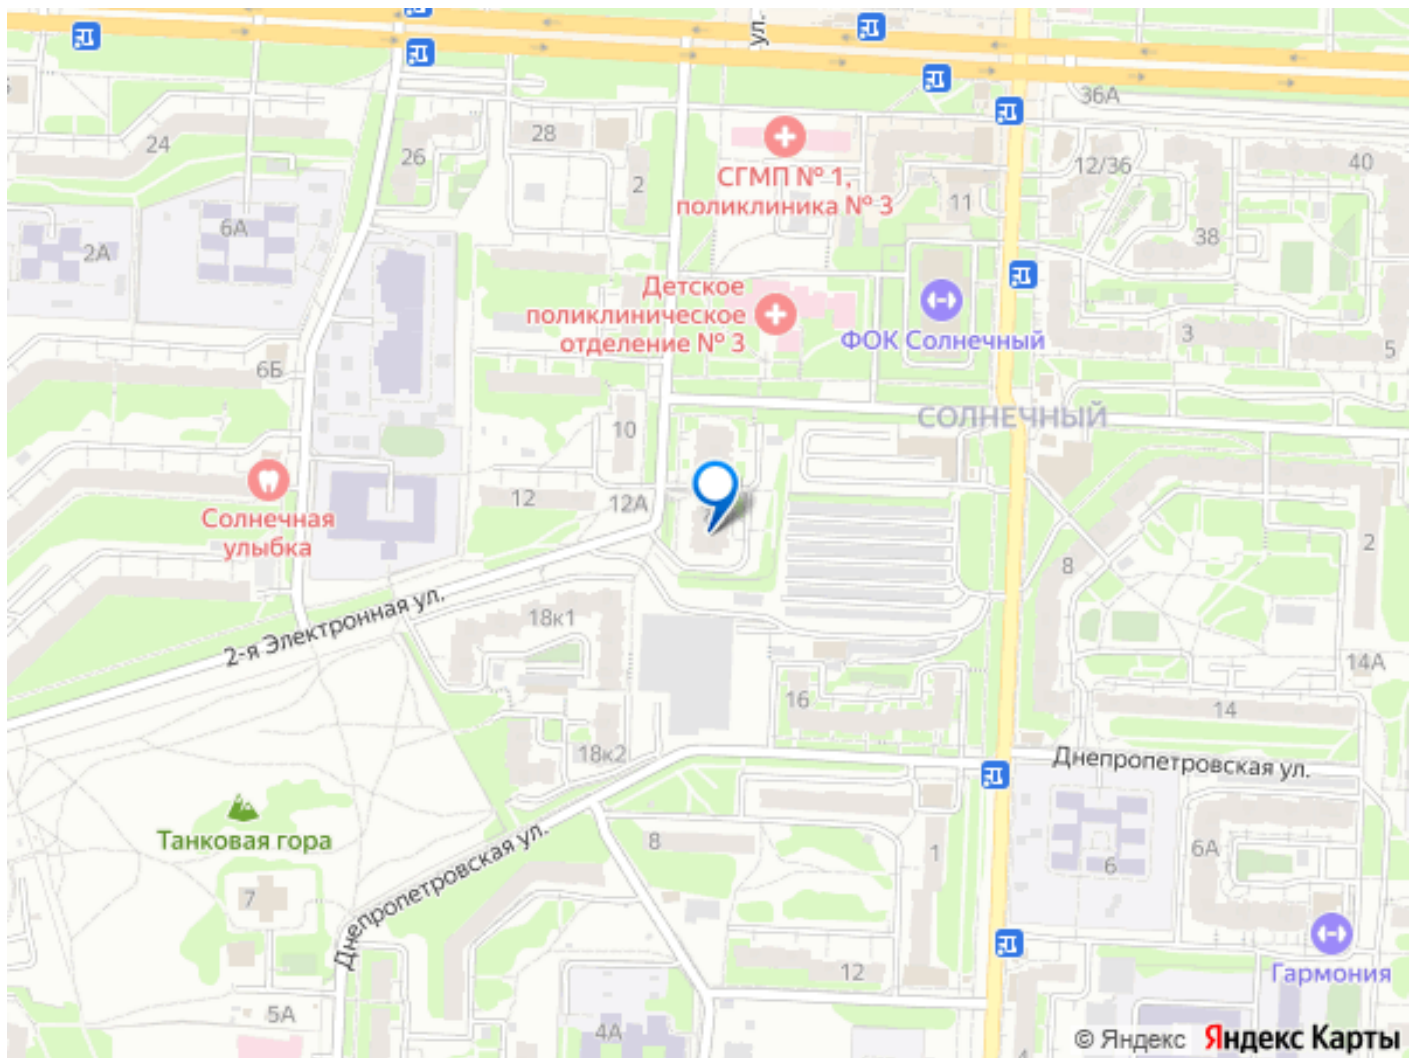 ул.
36А
24
28
26
2
СГМП № 1,
поликлиника № 3
11
12/36
40
6А
2А
38
Детское
поликлиническое
отделение № 3
ФОК Солнечный
3
5
6Б
СОЛНЕЧНЫЙ
10
12
12А
Солнечная
улыбка
2
8
2-я Электронная ул.
18к1
14А
16
14
18к2
Днепропетровская ул.
Танковая гора
Днепропетровская ул.
8
1
6
6А
7
12
Гармония
5А
4А
4
© Яндекс Яндекс Карты